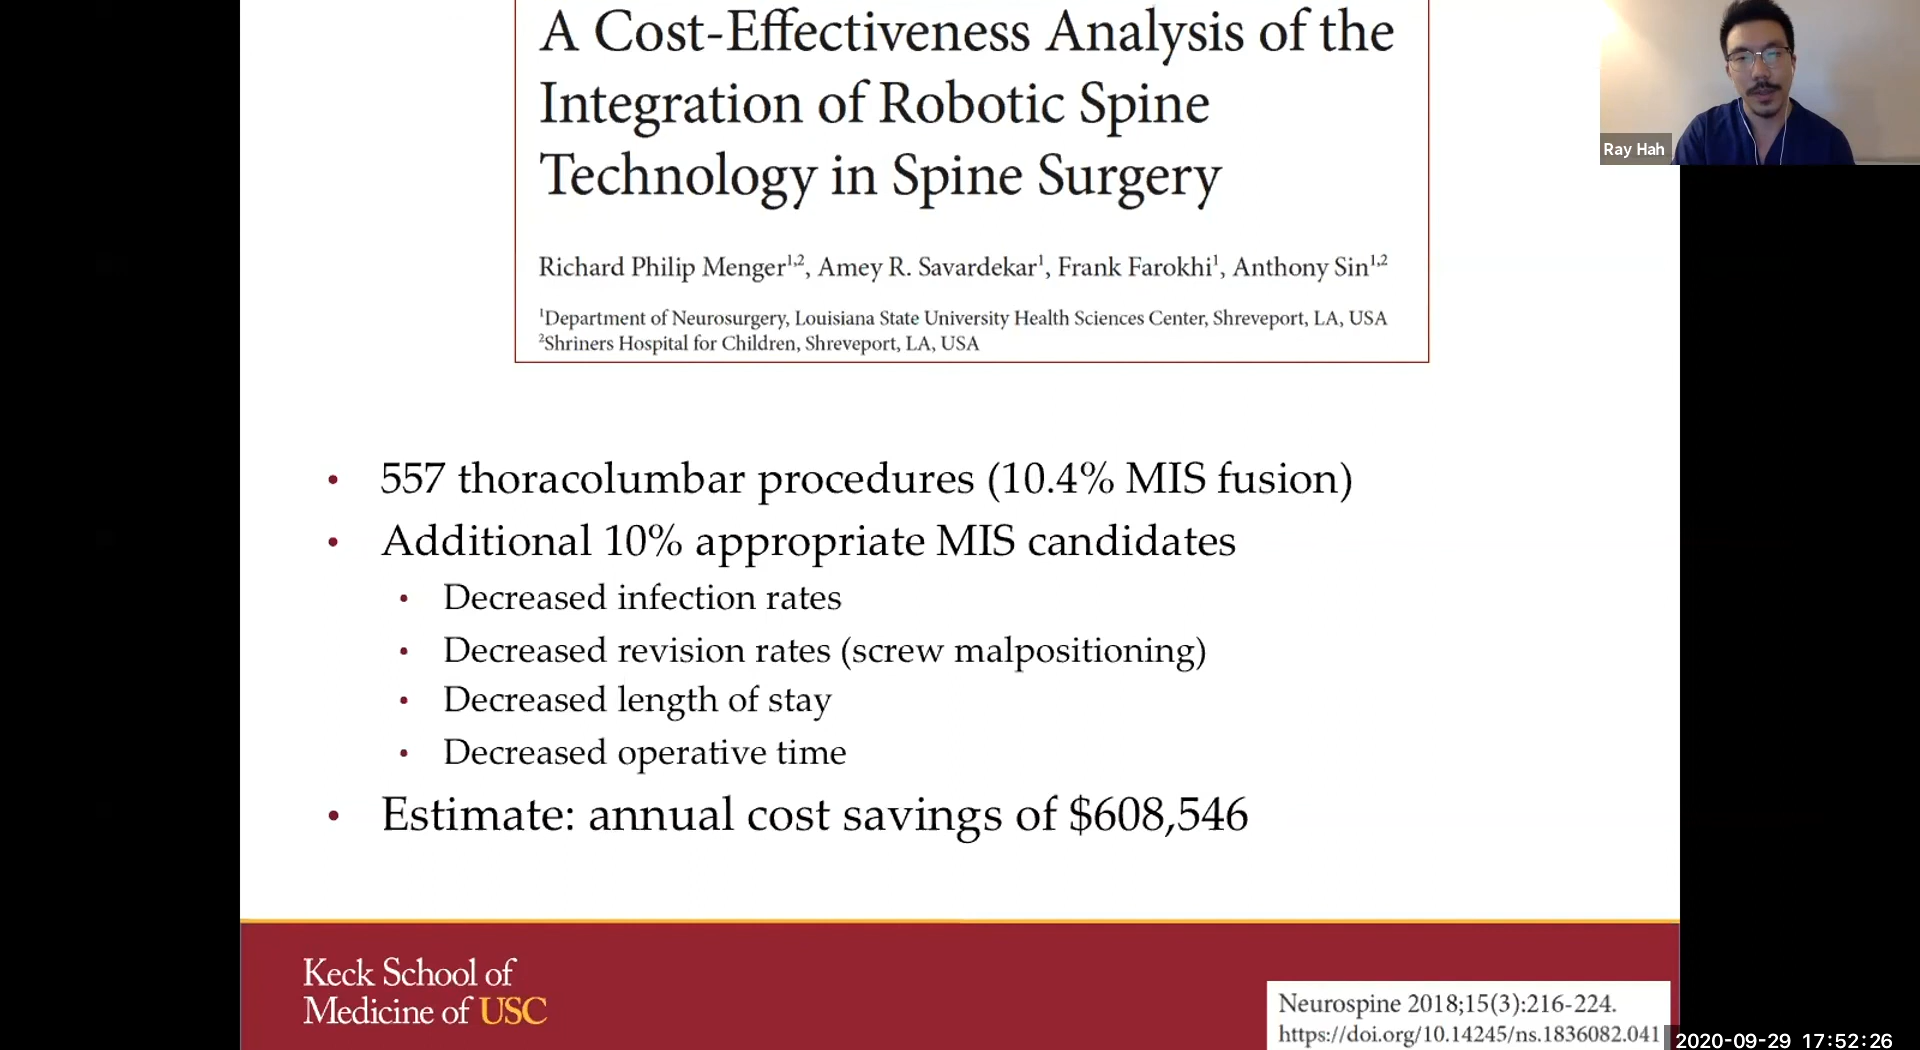 A Cost-Effectiveness Analysis of the
Integration of Robotic Spine
Technology in Spine Surgery
Richard Philip Menger1,2, Amey R. Savardekar1, Frank Farokhi1, Anthony Sin1,2
1Department of Neurosurgery, Louisiana State University Health Sciences Center, Shreveport, LA, USA
2Shriners Hospital for Children, Shreveport, LA, USA
Ray Hah
• 557 thoracolumbar procedures (10.4% MIS fusion)
• Additional 10% appropriate MIS candidates
• Decreased infection rates
• Decreased revision rates (screw malpositioning)
• Decreased length of stay
• Decreased operative time
• Estimate: annual cost savings of $608,546
Keck School of
Medicine of USC
Neurospine 2018;15(3):216-224.
https://doi.org/10.14245/ns.1836082.041
2020-09-29 17:52:26